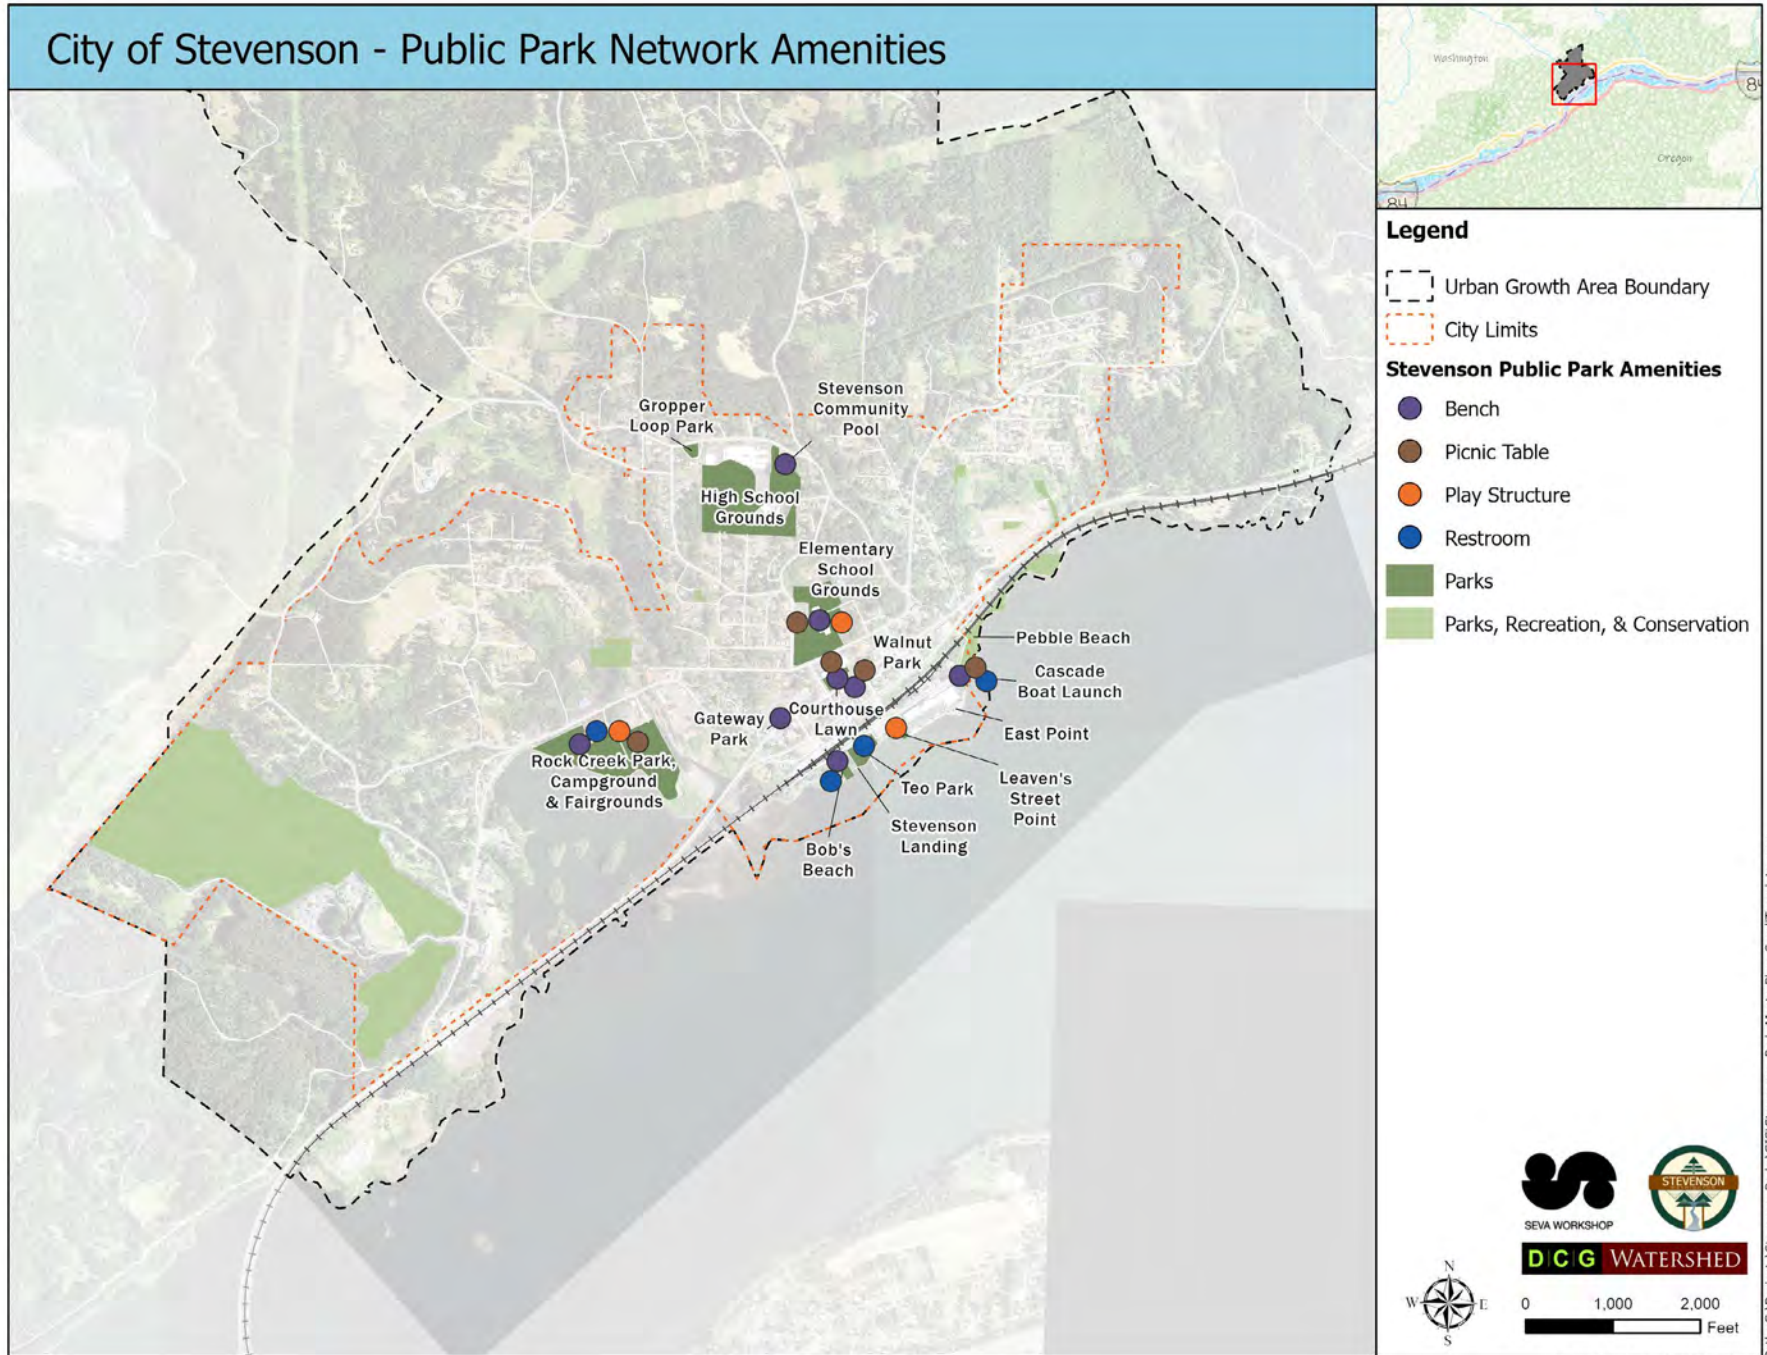 City of Stevenson - Public Park Network Amenities
Washington
Oregon
84
84
Legend
Urban Growth Area Boundary
City Limits
Stevenson Public Park Amenities
Bench
Picnic Table
Play Structure
Restroom
Parks
Parks, Recreation, & Conservation
Gropper
Loop Park
Stevenson
Community
Pool
High School
Grounds
Elementary
School
Grounds
Walnut
Park
Pebble Beach
Cascade
Boat Launch
Gateway
Park
Courthouse
Lawn
East Point
Rock Creek Park,
Campground
& Fairgrounds
Teo Park
Leaven's
Street
Point
Stevenson
Landing
Bob's
Beach
SEVA WORKSHOP
STEVENSON
DCG WATERSHED
N
W
E
S
0 1,000 2,000
Feet